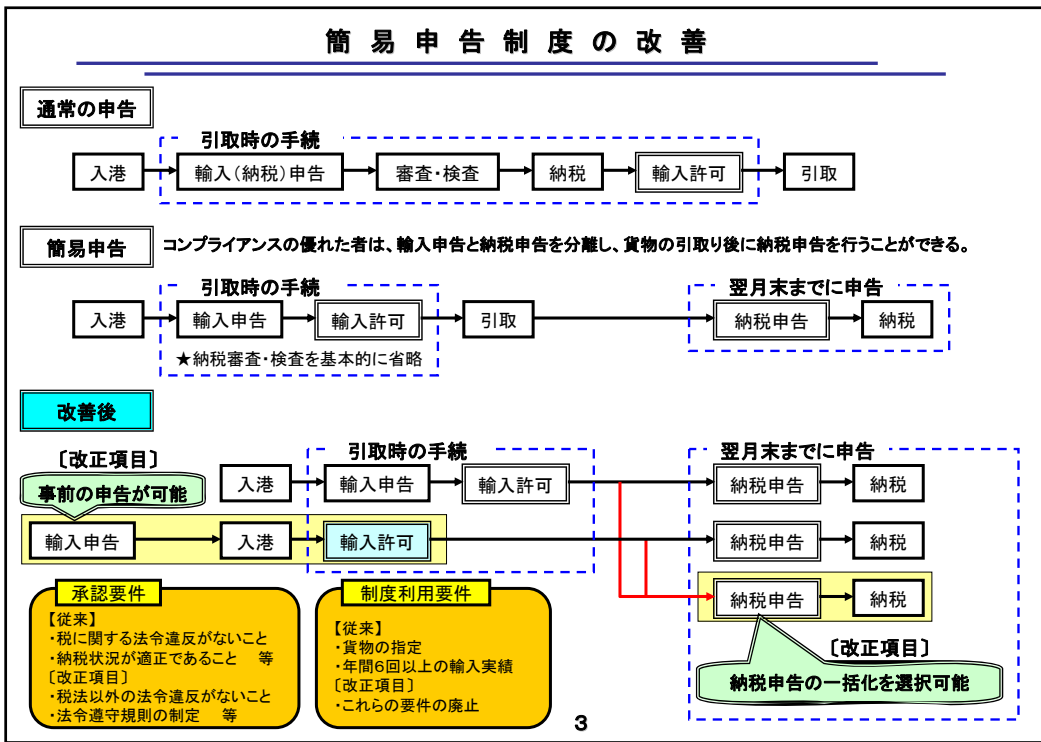 簡易申告制度の改善
通常の申告
引取時の手続
入港
輸入（納税）申告
審査・検査
納税
輸入許可
引取
簡易申告
コンプライアンスの優れた者は、輸入申告と納税申告を分離し、貨物の引取り後に納税申告を行うことができる。
引取時の手続
翌月末までに申告
入港
輸入申告
輸入許可
引取
納税申告
納税
★納税審査・検査を基本的に省略
改善後
〔改正項目〕
引取時の手続
翌月末までに申告
事前の申告が可能
入港
輸入申告
輸入許可
納税申告
納税
輸入申告
入港
輸入許可
納税申告
納税
納税申告
納税
承認要件
【従来】
・税に関する法令違反がないこと
・納税状況が適正であること　等
〔改正項目〕
・税法以外の法令違反がないこと
・法令遵守規則の制定　等
制度利用要件
【従来】
・貨物の指定
・年間6回以上の輸入実績
〔改正項目〕
・これらの要件の廃止
〔改正項目〕
納税申告の一括化を選択可能
3